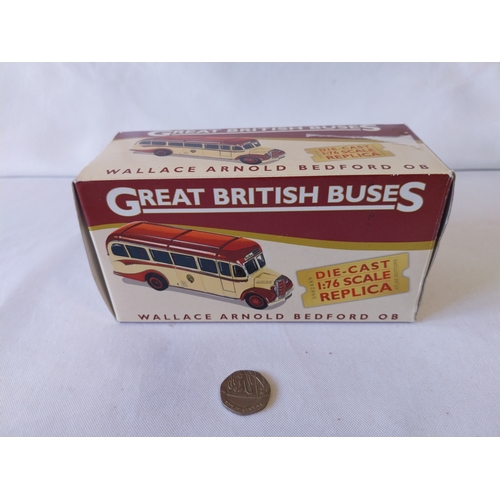 GREAT BRITISH BUSES
DIE-CAST
1:76 SCALE
REPLICA
WALLACE ARNOLD BEDFORD OB
GREAT BRITISH BUSES
DIE-CAST
1:76 SCALE
REPLICA
WALLACE ARNOLD BEDFORD OB